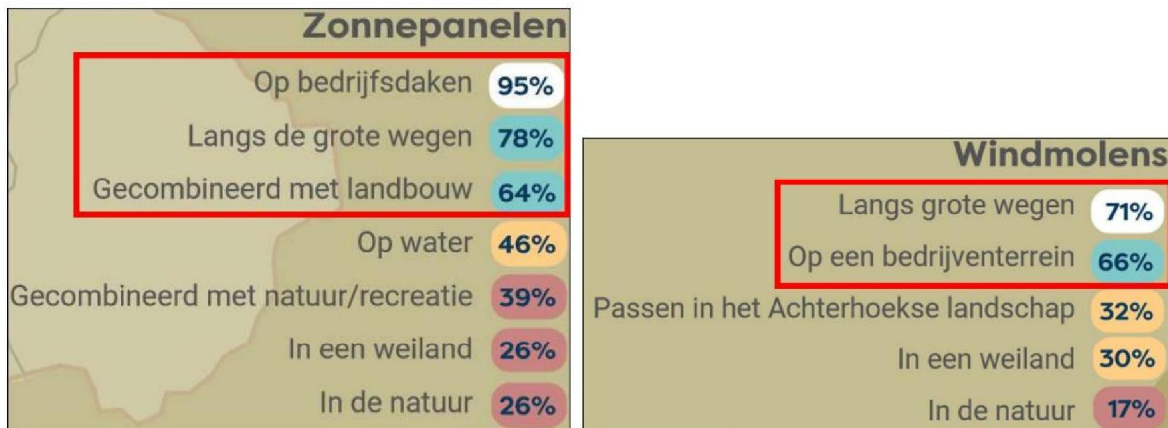 Zonnepanelen
Op bedrijfsdaken 95%
Langs de grote wegen 78%
Gecombineerd met landbouw 64%
Op water 46%
Gecombineerd met natuur/recreatie 39%
In een weiland 26%
In de natuur 26%
Windmolens
Langs grote wegen 71%
Op een bedrijventerrein 66%
Passen in het Achterhoekse landschap 32%
In een weiland 30%
In de natuur 17%